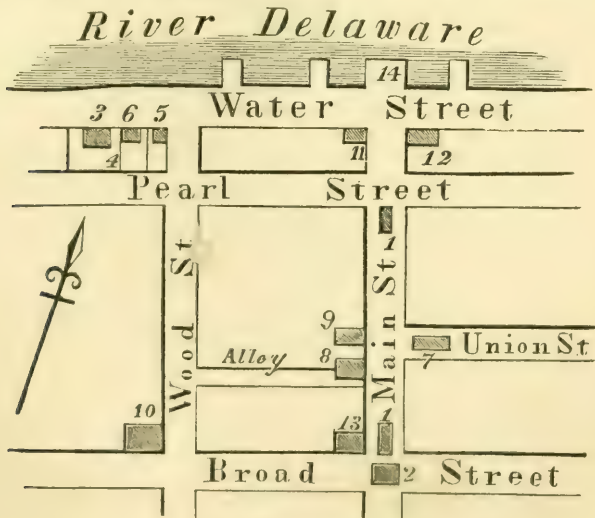 River Delaware
14
Water Street
3 6 5
4
11
12
Pearl Street
1
Wood St
Main St
9
Alloy 8
7
Union St
10
13
1
Broad Street
2